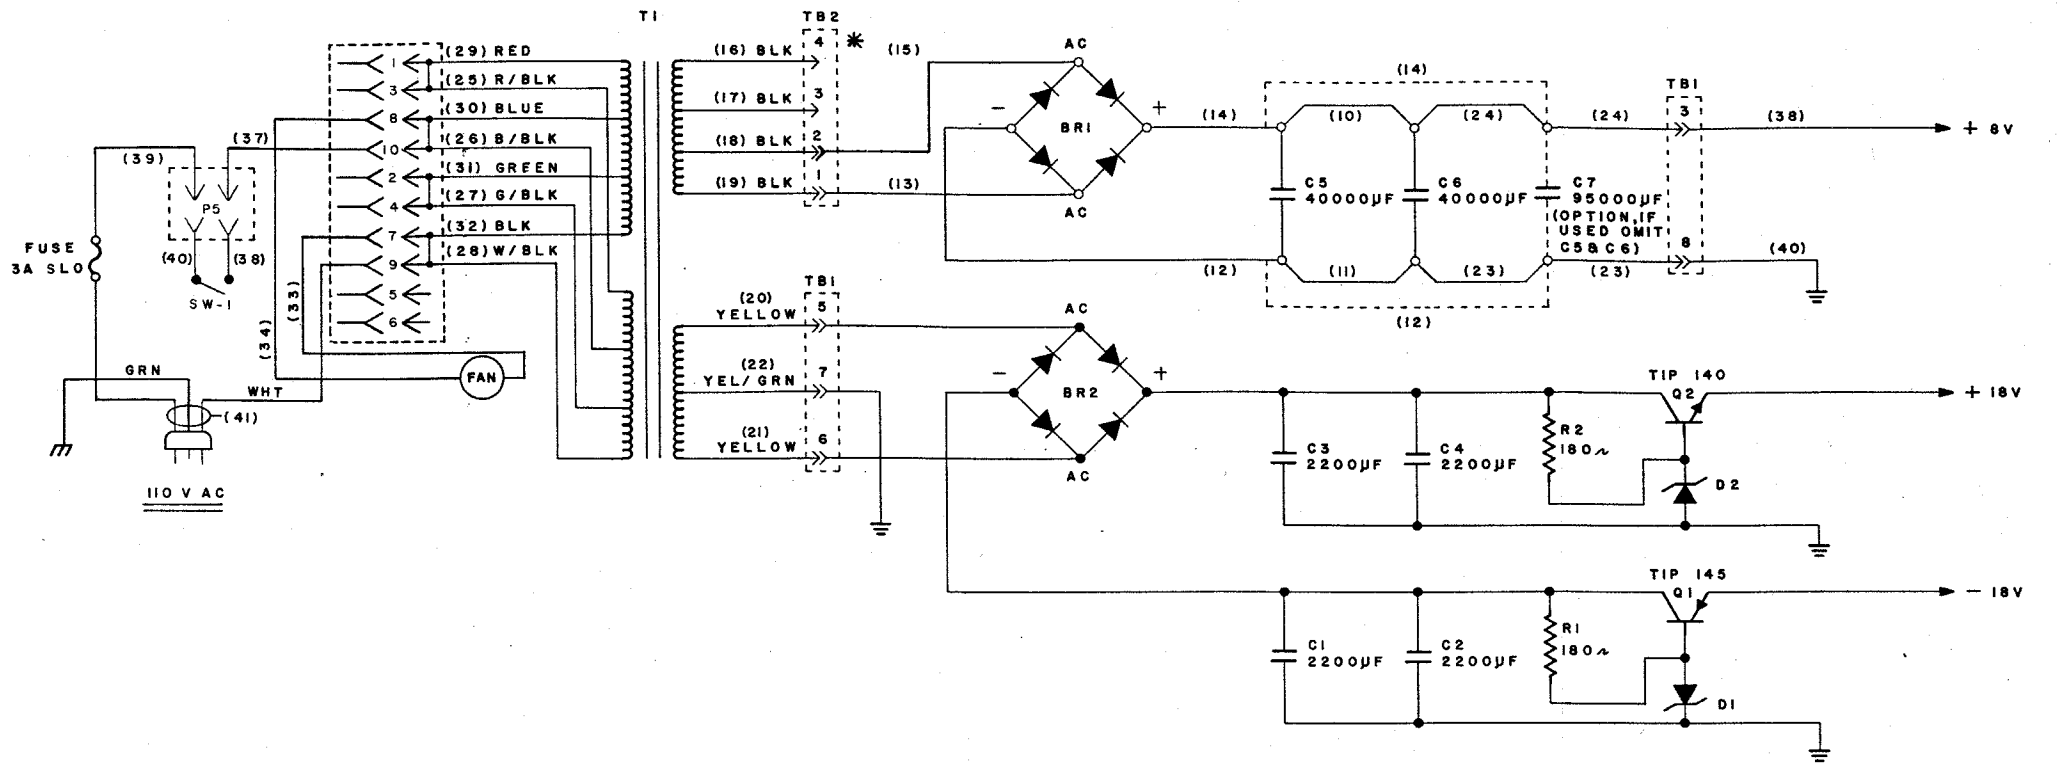 T1
TB2
(29) RED
(25) R/BLK
(30) BLUE
(26) B/BLK
(31) GREEN
(27) G/BLK
(32) BLK
(28) W/BLK
1
3
8
10
2
4
7
9
5
6
(37)
(39)
P5
(40)
(38)
SW-1
FUSE
3A SLO
(33)
(34)
FAN
GRN
WHT
(41)
110 V AC
(16) BLK
(17) BLK
(18) BLK
(19) BLK
4
3
2
1
*
(15)
(13)
AC
−
BR1
+
AC
(14)
(14)
(10)
(24)
(24)
TB1
3
(38)
+ 8V
C5
40000µF
C6
40000µF
C7
95000µF
(OPTION, IF
USED OMIT
C5 & C6)
8
(12)
(11)
(23)
(23)
(40)
(12)
TB1
(20)
YELLOW
5
(22)
YEL/GRN
7
(21)
YELLOW
6
AC
−
BR2
+
AC
TIP 140
Q2
+ 18V
C3
2200µF
C4
2200µF
R2
180Ω
D2
TIP 145
Q1
− 18V
C1
2200µF
C2
2200µF
R1
180Ω
D1